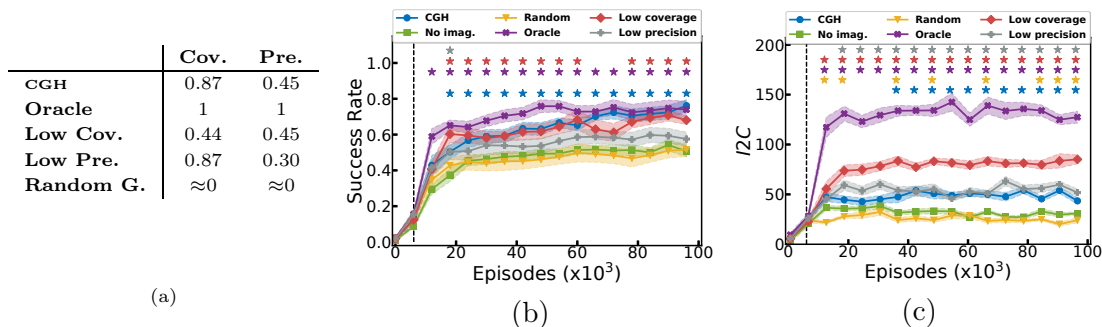 Cov. Pre.
CGH 0.87 0.45
Oracle 1 1
Low Cov. 0.44 0.45
Low Pre. 0.87 0.30
Random G. ≈0 ≈0
(a)
CGH Random Low coverage
No imag. Oracle Low precision
Success Rate
1.0
0.8
0.6
0.4
0.2
0.0
0 20 40 60 80 100
Episodes (x10³)
(b)
CGH Random Low coverage
No imag. Oracle Low precision
I2C
200
150
100
50
0
0 20 40 60 80 100
Episodes (x10³)
(c)